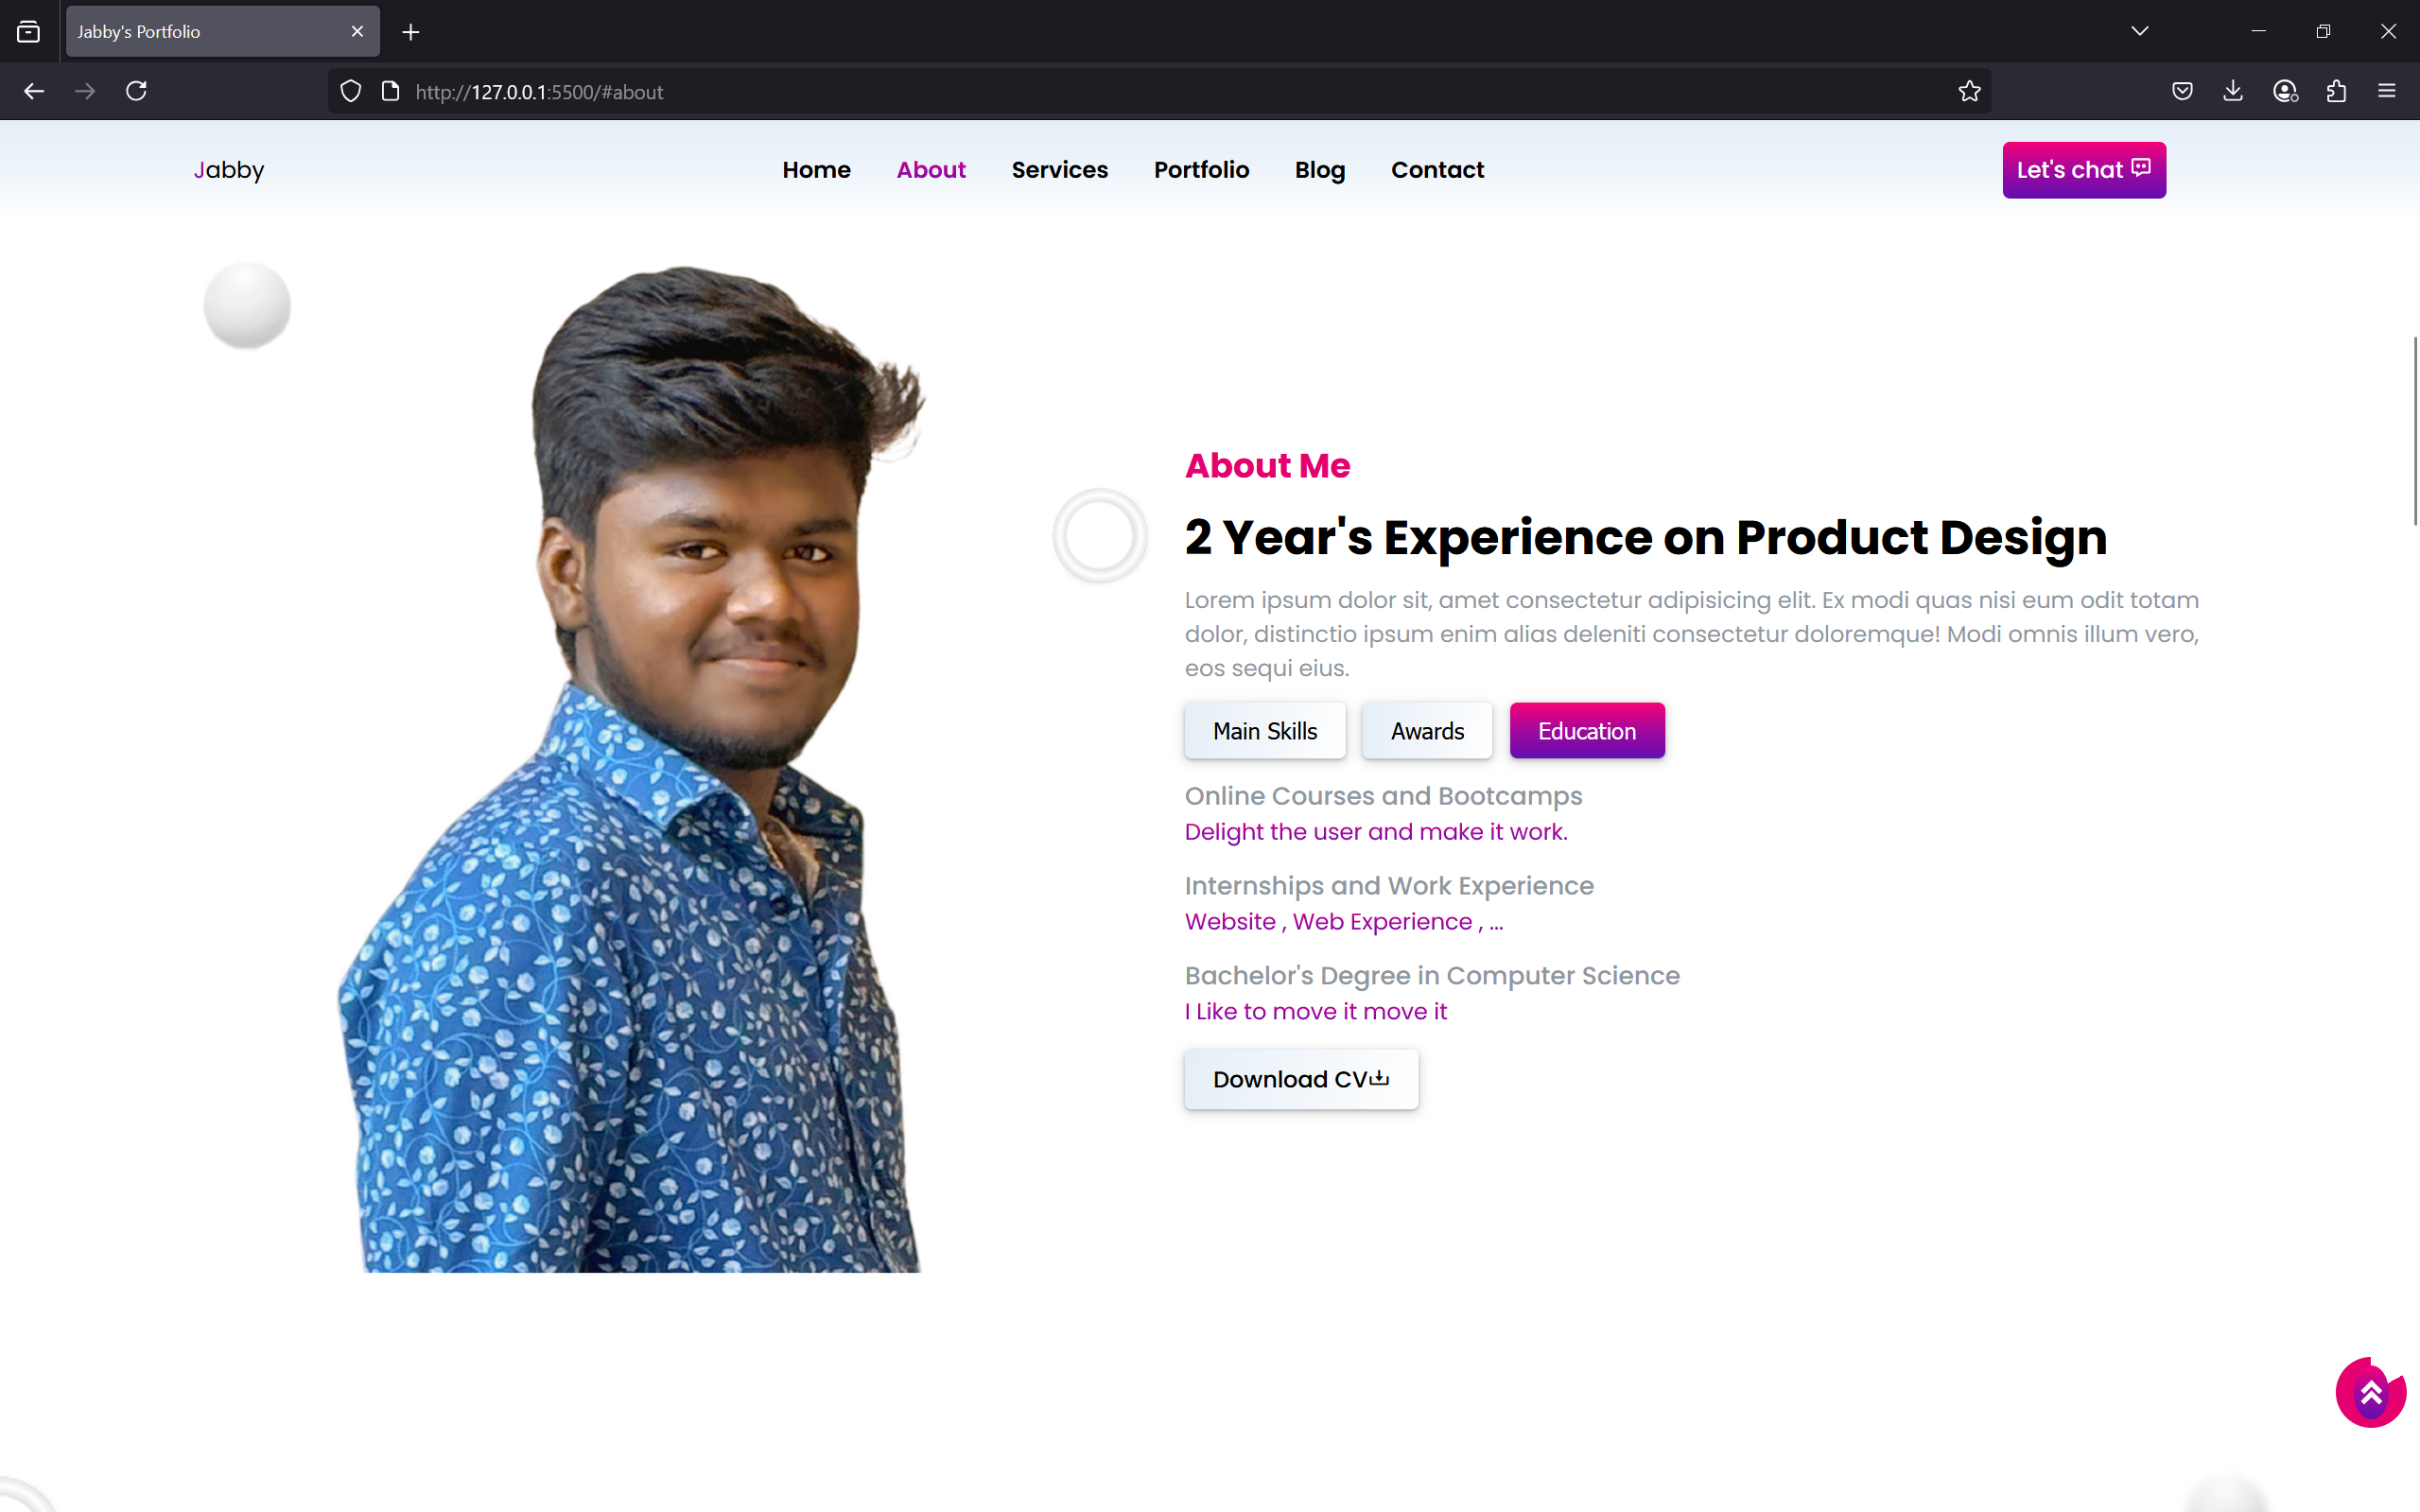 Jabby's Portfolio
http://127.0.0.1:5500/#about
Jabby
Home About Services Portfolio Blog Contact
Let's chat
About Me
2 Year's Experience on Product Design
Lorem ipsum dolor sit, amet consectetur adipisicing elit. Ex modi quas nisi eum odit totam
dolor, distinctio ipsum enim alias deleniti consectetur doloremque! Modi omnis illum vero,
eos sequi eius.
Main Skills Awards Education
Online Courses and Bootcamps
Delight the user and make it work.
Internships and Work Experience
Website , Web Experience , ...
Bachelor's Degree in Computer Science
I Like to move it move it
Download CV